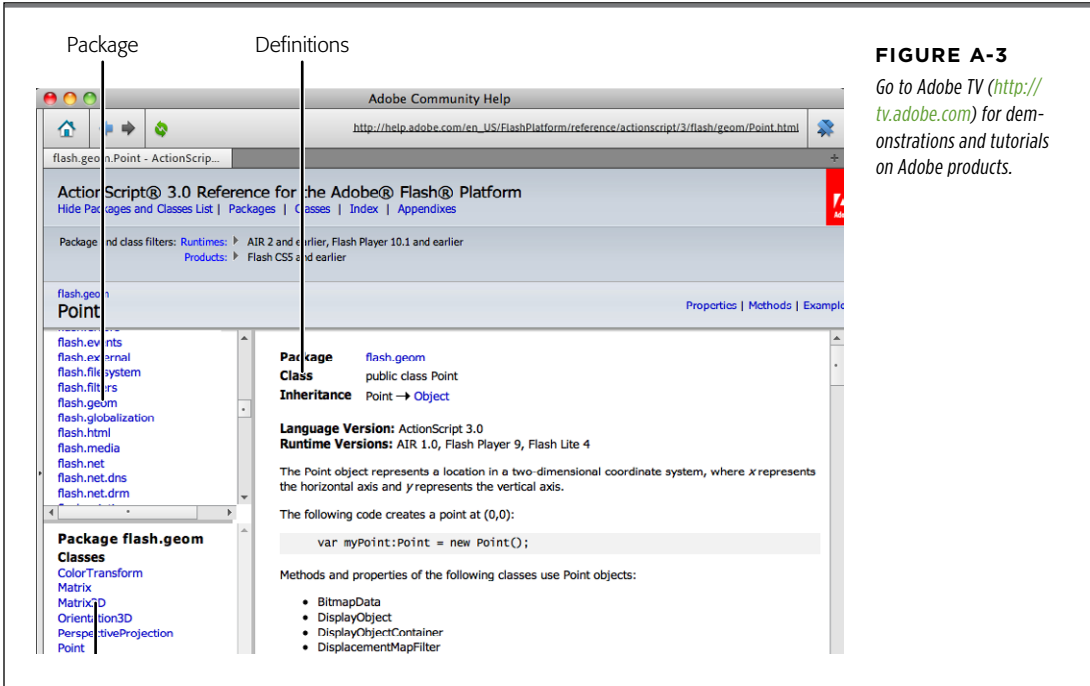 Package
Definitions
FIGURE A-3
Go to Adobe TV (http://
tv.adobe.com) for dem-
onstrations and tutorials
on Adobe products.
Adobe Community Help
http://help.adobe.com/en_US/FlashPlatform/reference/actionscript/3/flash/geom/Point.html
flash.geom.Point - ActionScrip...
ActionScript® 3.0 Reference for the Adobe® Flash® Platform
Hide Packages and Classes List | Packages | Classes | Index | Appendixes
Package and class filters: Runtimes: AIR 2 and earlier, Flash Player 10.1 and earlier
Products: Flash CS5 and earlier
flash.geom
Point
Properties | Methods | Example
flash.events
flash.external
flash.filesystem
flash.filters
flash.geom
flash.globalization
flash.html
flash.media
flash.net
flash.net.dns
flash.net.drm
Package flash.geom
Classes
ColorTransform
Matrix
Matrix3D
Orientation3D
PerspectiveProjection
Point
Package flash.geom
Class public class Point
Inheritance Point → Object
Language Version: ActionScript 3.0
Runtime Versions: AIR 1.0, Flash Player 9, Flash Lite 4
The Point object represents a location in a two-dimensional coordinate system, where x represents
the horizontal axis and y represents the vertical axis.
The following code creates a point at (0,0):
var myPoint:Point = new Point();
Methods and properties of the following classes use Point objects:
• BitmapData
• DisplayObject
• DisplayObjectContainer
• DisplacementMapFilter